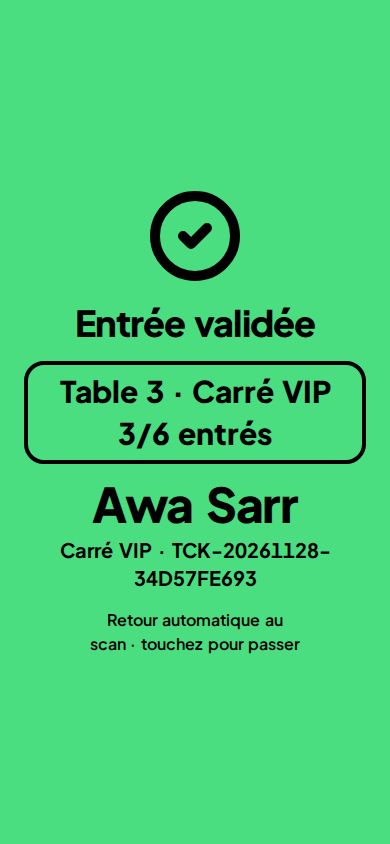 Entrée validée
Table 3 · Carré VIP
3/6 entrés
Awa Sarr
Carré VIP · TCK-20261128-
34D57FE693
Retour automatique au
scan · touchez pour passer